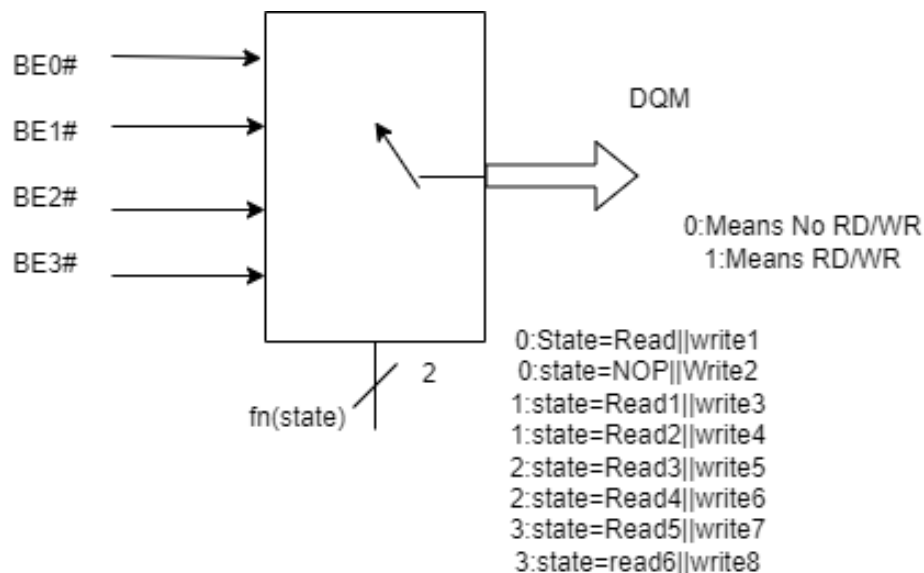 BE0#
BE1#
BE2#
BE3#
DQM
0:Means No RD/WR
1:Means RD/WR
2
fn(state)
0:State=Read||write1
0:state=NOP||Write2
1:state=Read1||write3
1:state=Read2||write4
2:state=Read3||write5
2:state=Read4||write6
3:state=Read5||write7
3:state=read6||write8